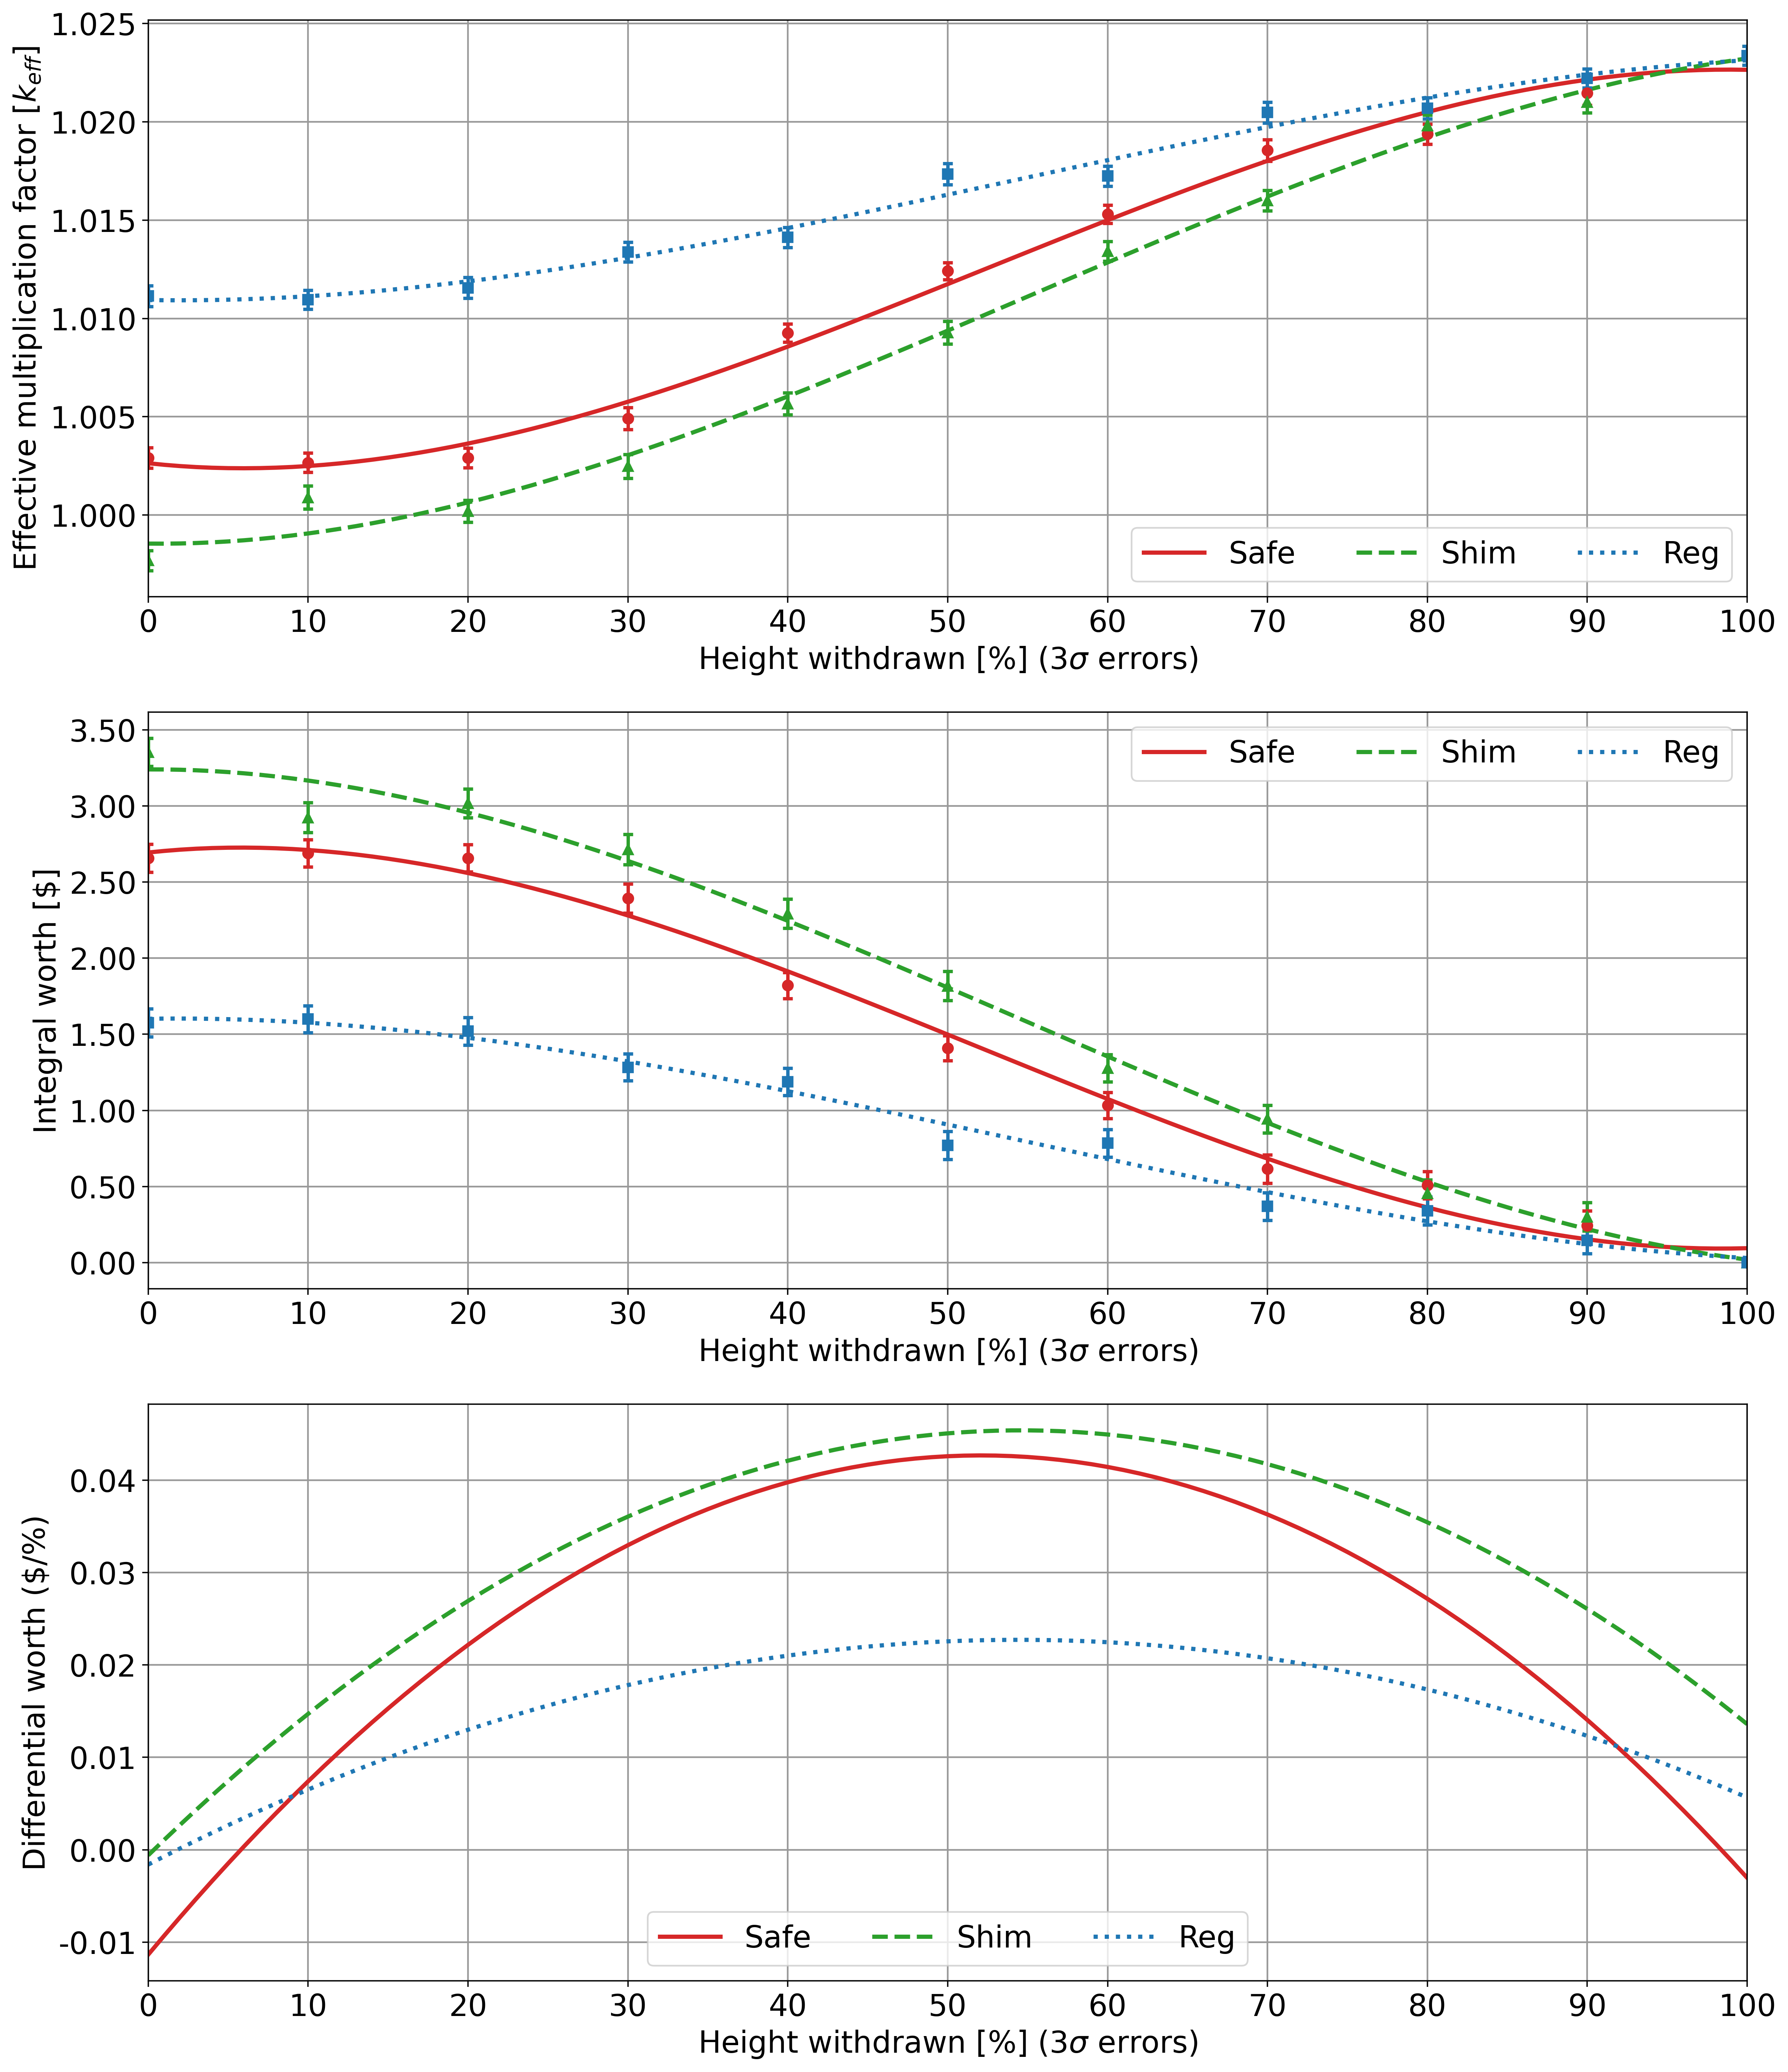 Effective multiplication factor [k_eff]
1.025
1.020
1.015
1.010
1.005
1.000
Safe Shim Reg
0 10 20 30 40 50 60 70 80 90 100
Height withdrawn [%] (3σ errors)
Integral worth [$]
3.50
3.00
2.50
2.00
1.50
1.00
0.50
0.00
Safe Shim Reg
0 10 20 30 40 50 60 70 80 90 100
Height withdrawn [%] (3σ errors)
Differential worth ($/%)
0.04
0.03
0.02
0.01
0.00
-0.01
Safe Shim Reg
0 10 20 30 40 50 60 70 80 90 100
Height withdrawn [%] (3σ errors)